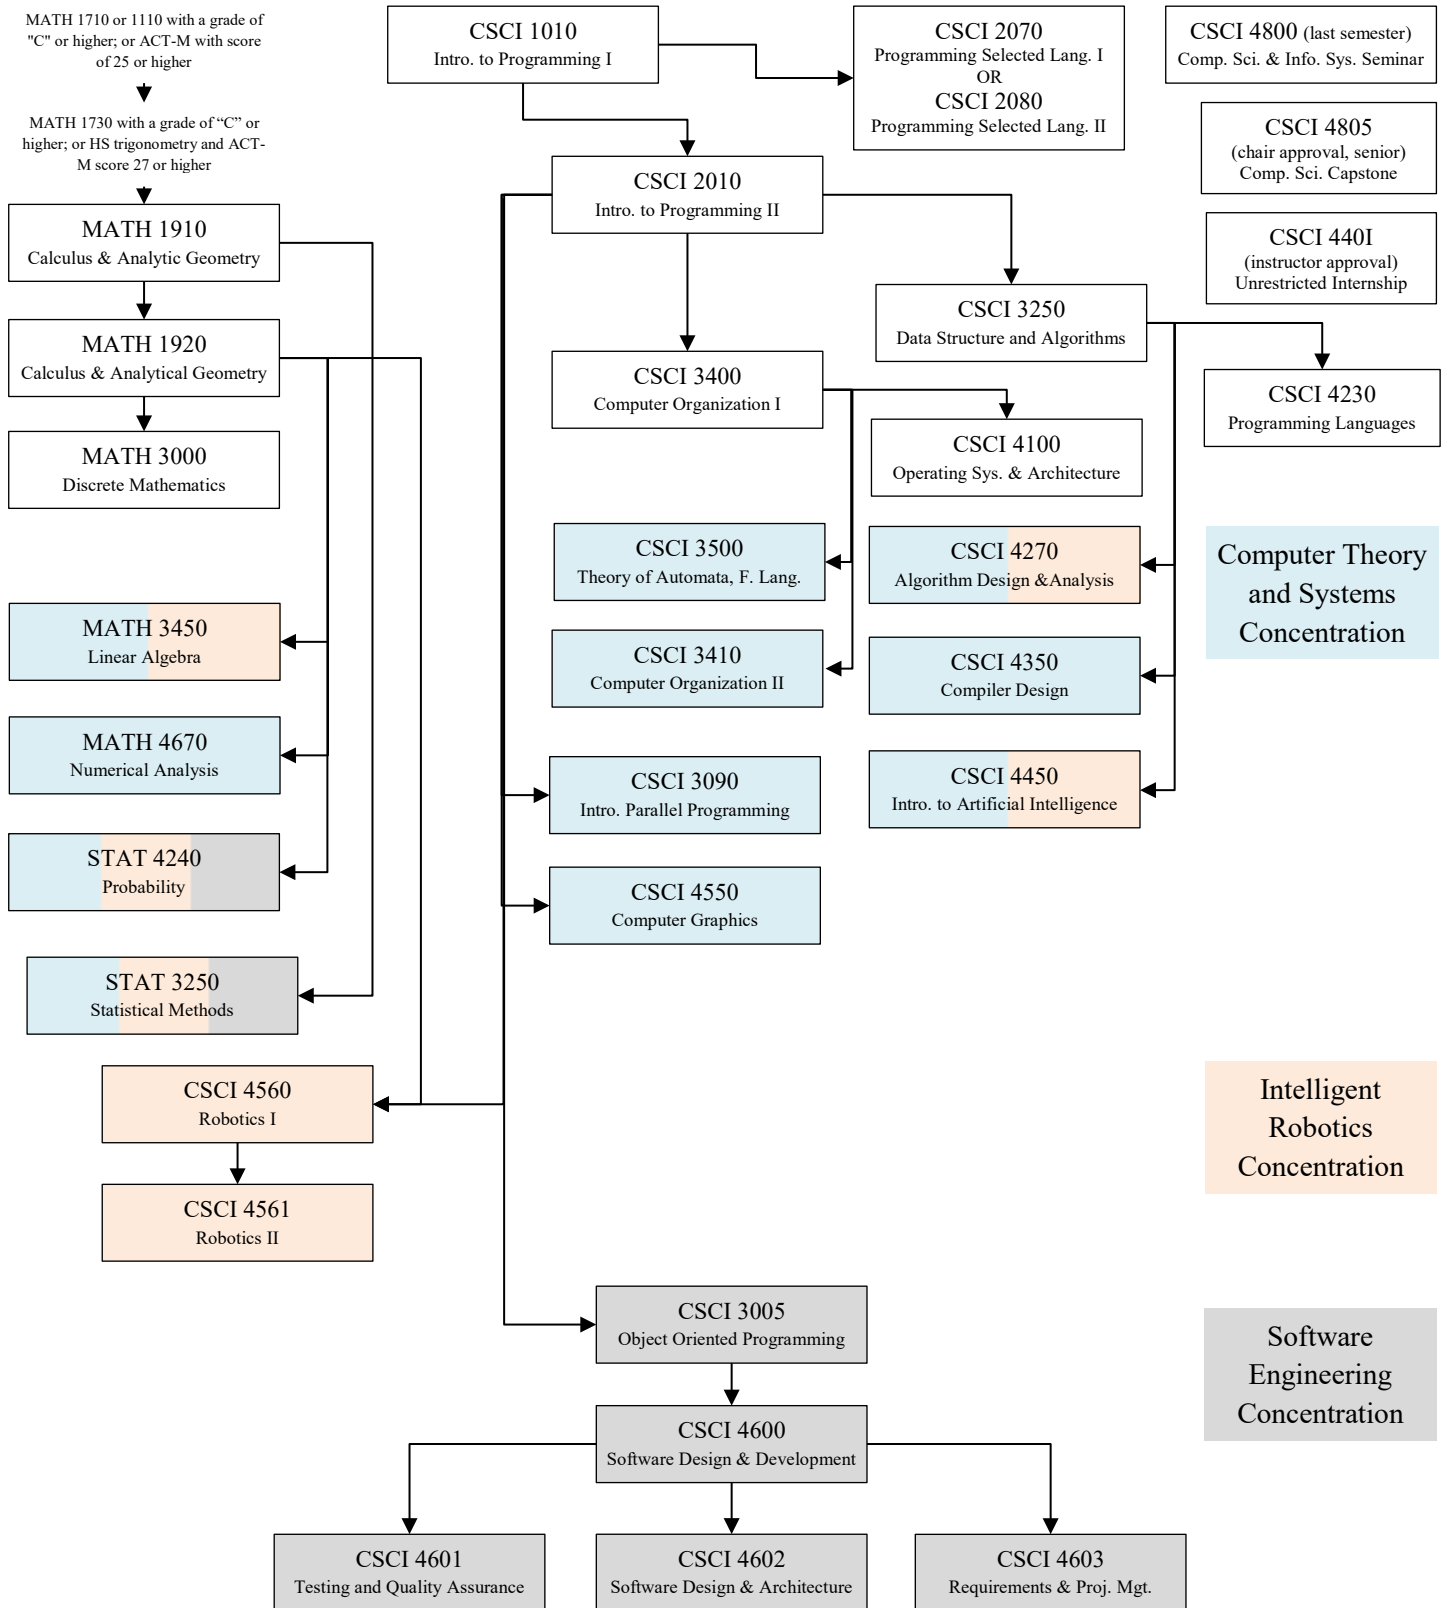 MATH 1710 or 1110 with a grade of
"C" or higher; or ACT-M with score
of 25 or higher
MATH 1730 with a grade of “C” or
higher; or HS trigonometry and ACT-
M score 27 or higher
MATH 1910
Calculus & Analytic Geometry
MATH 1920
Calculus & Analytical Geometry
MATH 3000
Discrete Mathematics
MATH 3450
Linear Algebra
MATH 4670
Numerical Analysis
STAT 4240
Probability
STAT 3250
Statistical Methods
CSCI 4560
Robotics I
CSCI 4561
Robotics II
CSCI 1010
Intro. to Programming I
CSCI 2070
Programming Selected Lang. I
OR
CSCI 2080
Programming Selected Lang. II
CSCI 2010
Intro. to Programming II
CSCI 3250
Data Structure and Algorithms
CSCI 3400
Computer Organization I
CSCI 4100
Operating Sys. & Architecture
CSCI 4230
Programming Languages
CSCI 3500
Theory of Automata, F. Lang.
CSCI 4270
Algorithm Design &Analysis
CSCI 3410
Computer Organization II
CSCI 4350
Compiler Design
CSCI 3090
Intro. Parallel Programming
CSCI 4450
Intro. to Artificial Intelligence
CSCI 4550
Computer Graphics
CSCI 3005
Object Oriented Programming
CSCI 4600
Software Design & Development
CSCI 4601
Testing and Quality Assurance
CSCI 4602
Software Design & Architecture
CSCI 4603
Requirements & Proj. Mgt.
CSCI 4800 (last semester)
Comp. Sci. & Info. Sys. Seminar
CSCI 4805
(chair approval, senior)
Comp. Sci. Capstone
CSCI 440I
(instructor approval)
Unrestricted Internship
Computer Theory
and Systems
Concentration
Intelligent
Robotics
Concentration
Software
Engineering
Concentration